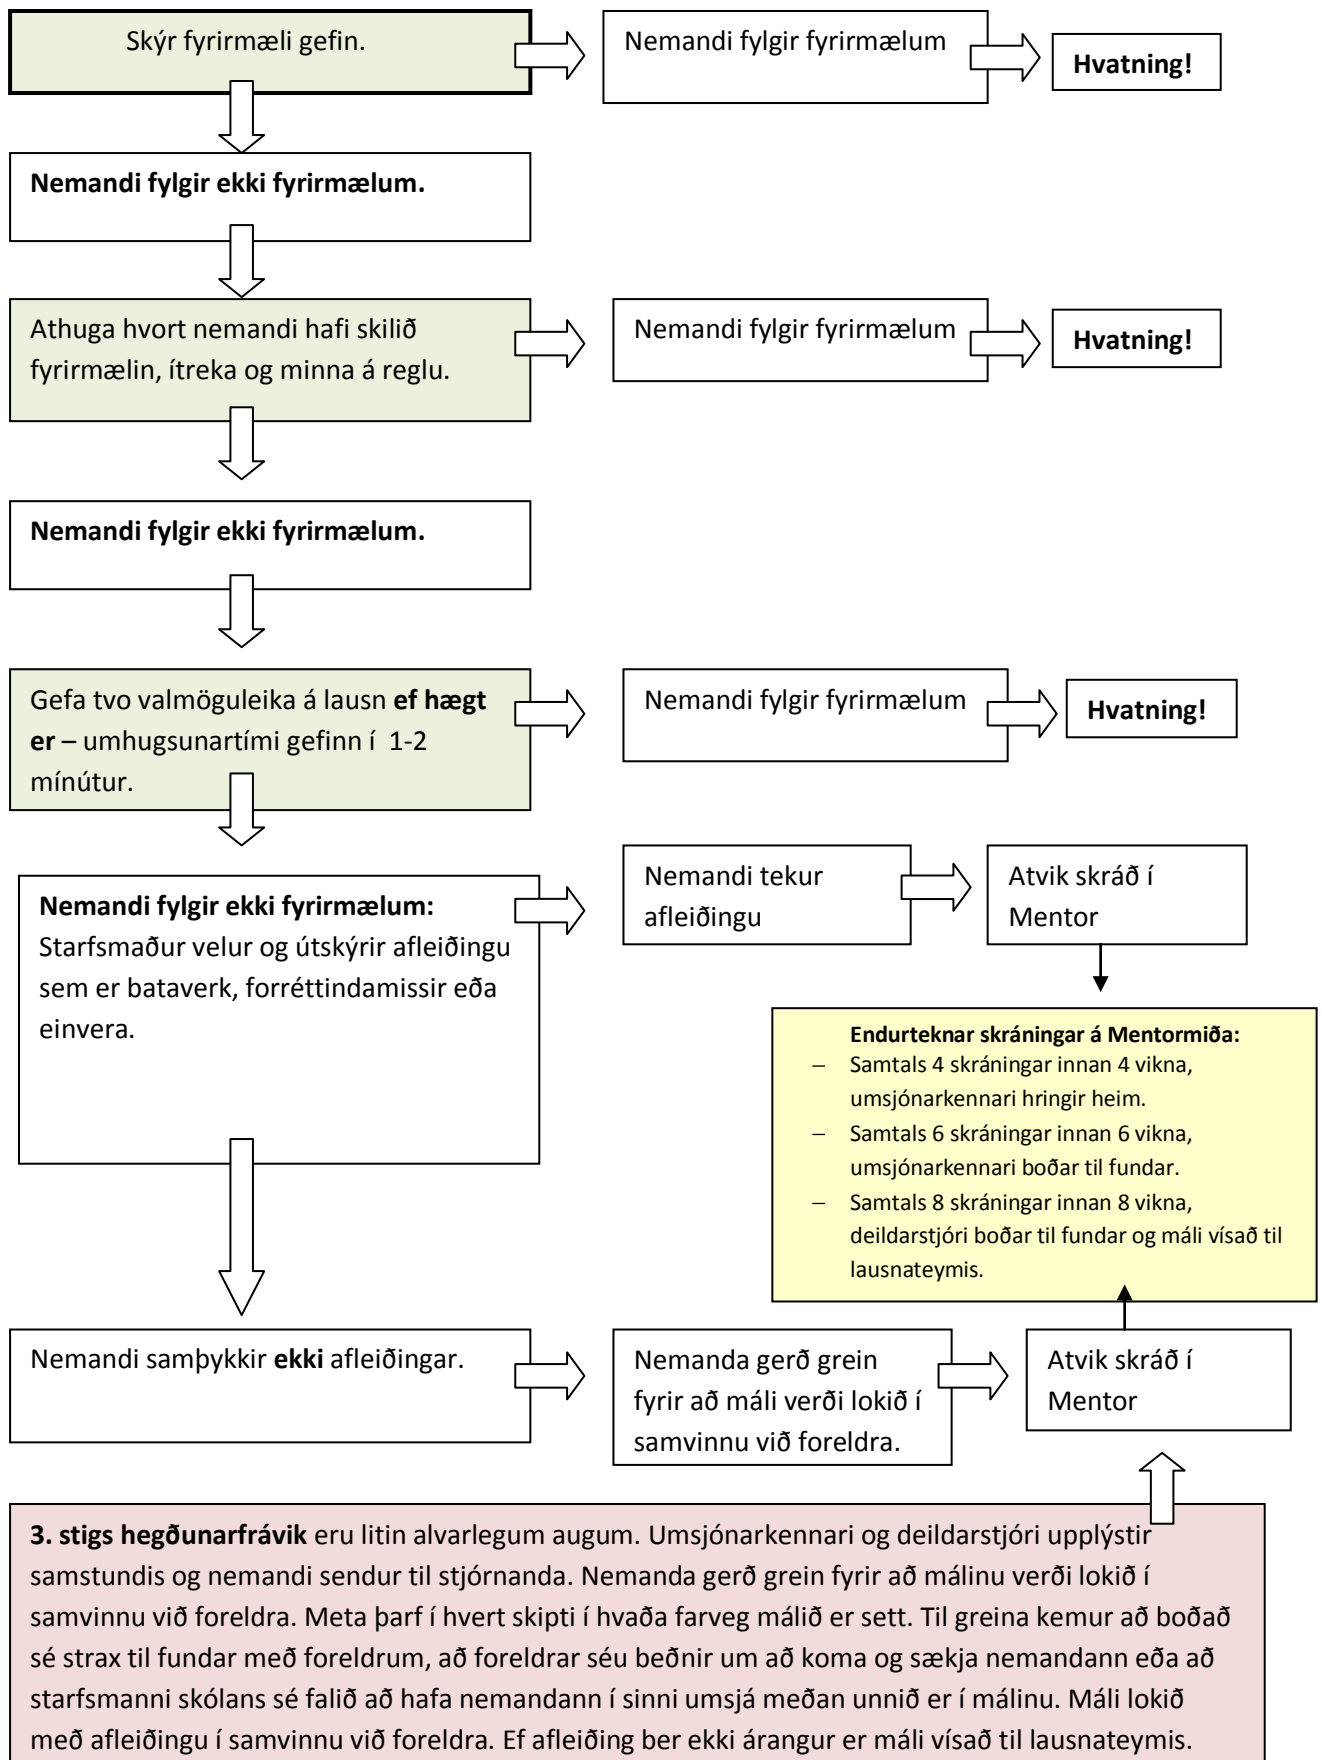 Skýr fyrirmæli gefin.
Nemandi fylgir fyrirmælum
Hvatning!
Nemandi fylgir ekki fyrirmælum.
Athuga hvort nemandi hafi skilið
fyrirmælin, ítreka og minna á reglu.
Nemandi fylgir fyrirmælum
Hvatning!
Nemandi fylgir ekki fyrirmælum.
Gefa tvo valmöguleika á lausn ef hægt
er – umhugsunartími gefinn í 1-2
mínútur.
Nemandi fylgir fyrirmælum
Hvatning!
Nemandi fylgir ekki fyrirmælum:
Starfsmaður velur og útskýrir afleiðingu
sem er bataverk, forréttindamissir eða
einvera.
Nemandi tekur
afleiðingu
Atvik skráð í
Mentor
Endurteknar skráningar á Mentormiða:
– Samtals 4 skráningar innan 4 vikna,
umsjónarkennari hringir heim.
– Samtals 6 skráningar innan 6 vikna,
umsjónarkennari boðar til fundar.
– Samtals 8 skráningar innan 8 vikna,
deildarstjóri boðar til fundar og máli vísað til
lausnateymis.
Nemandi samþykkir ekki afleiðingar.
Nemanda gerð grein
fyrir að máli verði lokið í
samvinnu við foreldra.
Atvik skráð í
Mentor
3. stigs hegðunarfrávik eru litin alvarlegum augum. Umsjónarkennari og deildarstjóri upplýstir
samstundis og nemandi sendur til stjórnanda. Nemanda gerð grein fyrir að málinu verði lokið í
samvinnu við foreldra. Meta þarf í hvert skipti í hvaða farveg málið er sett. Til greina kemur að boðað
sé strax til fundar með foreldrum, að foreldrar séu beðnir um að koma og sækja nemandann eða að
starfsmanni skólans sé falið að hafa nemandann í sinni umsjá meðan unnið er í málinu. Máli lokið
með afleiðingu í samvinnu við foreldra. Ef afleiðing ber ekki árangur er máli vísað til lausnateymis.